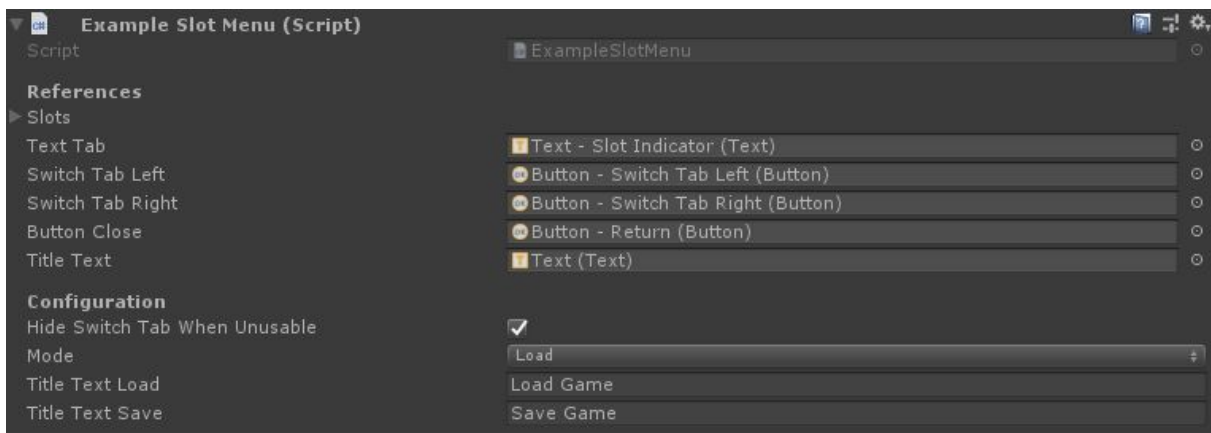 Example Slot Menu (Script)
Script ExampleSlotMenu
References
Slots
Text Tab Text - Slot Indicator (Text)
Switch Tab Left Button - Switch Tab Left (Button)
Switch Tab Right Button - Switch Tab Right (Button)
Button Close Button - Return (Button)
Title Text Text (Text)
Configuration
Hide Switch Tab When Unusable
Mode Load
Title Text Load Load Game
Title Text Save Save Game